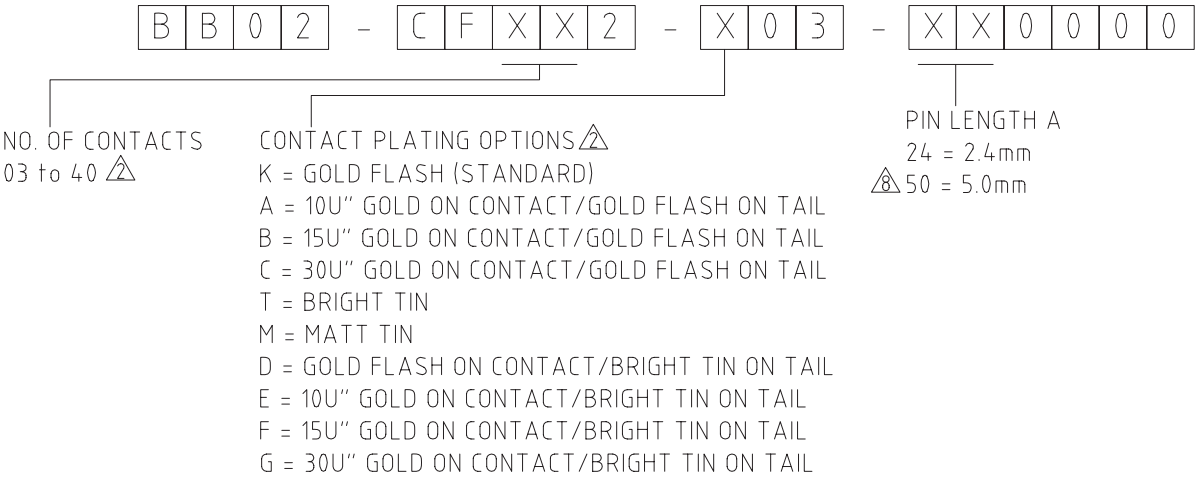 BB02 - CFXX2 - X03 - XX0000
NO. OF CONTACTS
03 to 40 2
CONTACT PLATING OPTIONS 2
K = GOLD FLASH (STANDARD)
A = 10U" GOLD ON CONTACT/GOLD FLASH ON TAIL
B = 15U" GOLD ON CONTACT/GOLD FLASH ON TAIL
C = 30U" GOLD ON CONTACT/GOLD FLASH ON TAIL
T = BRIGHT TIN
M = MATT TIN
D = GOLD FLASH ON CONTACT/BRIGHT TIN ON TAIL
E = 10U" GOLD ON CONTACT/BRIGHT TIN ON TAIL
F = 15U" GOLD ON CONTACT/BRIGHT TIN ON TAIL
G = 30U" GOLD ON CONTACT/BRIGHT TIN ON TAIL
PIN LENGTH A
24 = 2.4mm
8 50 = 5.0mm